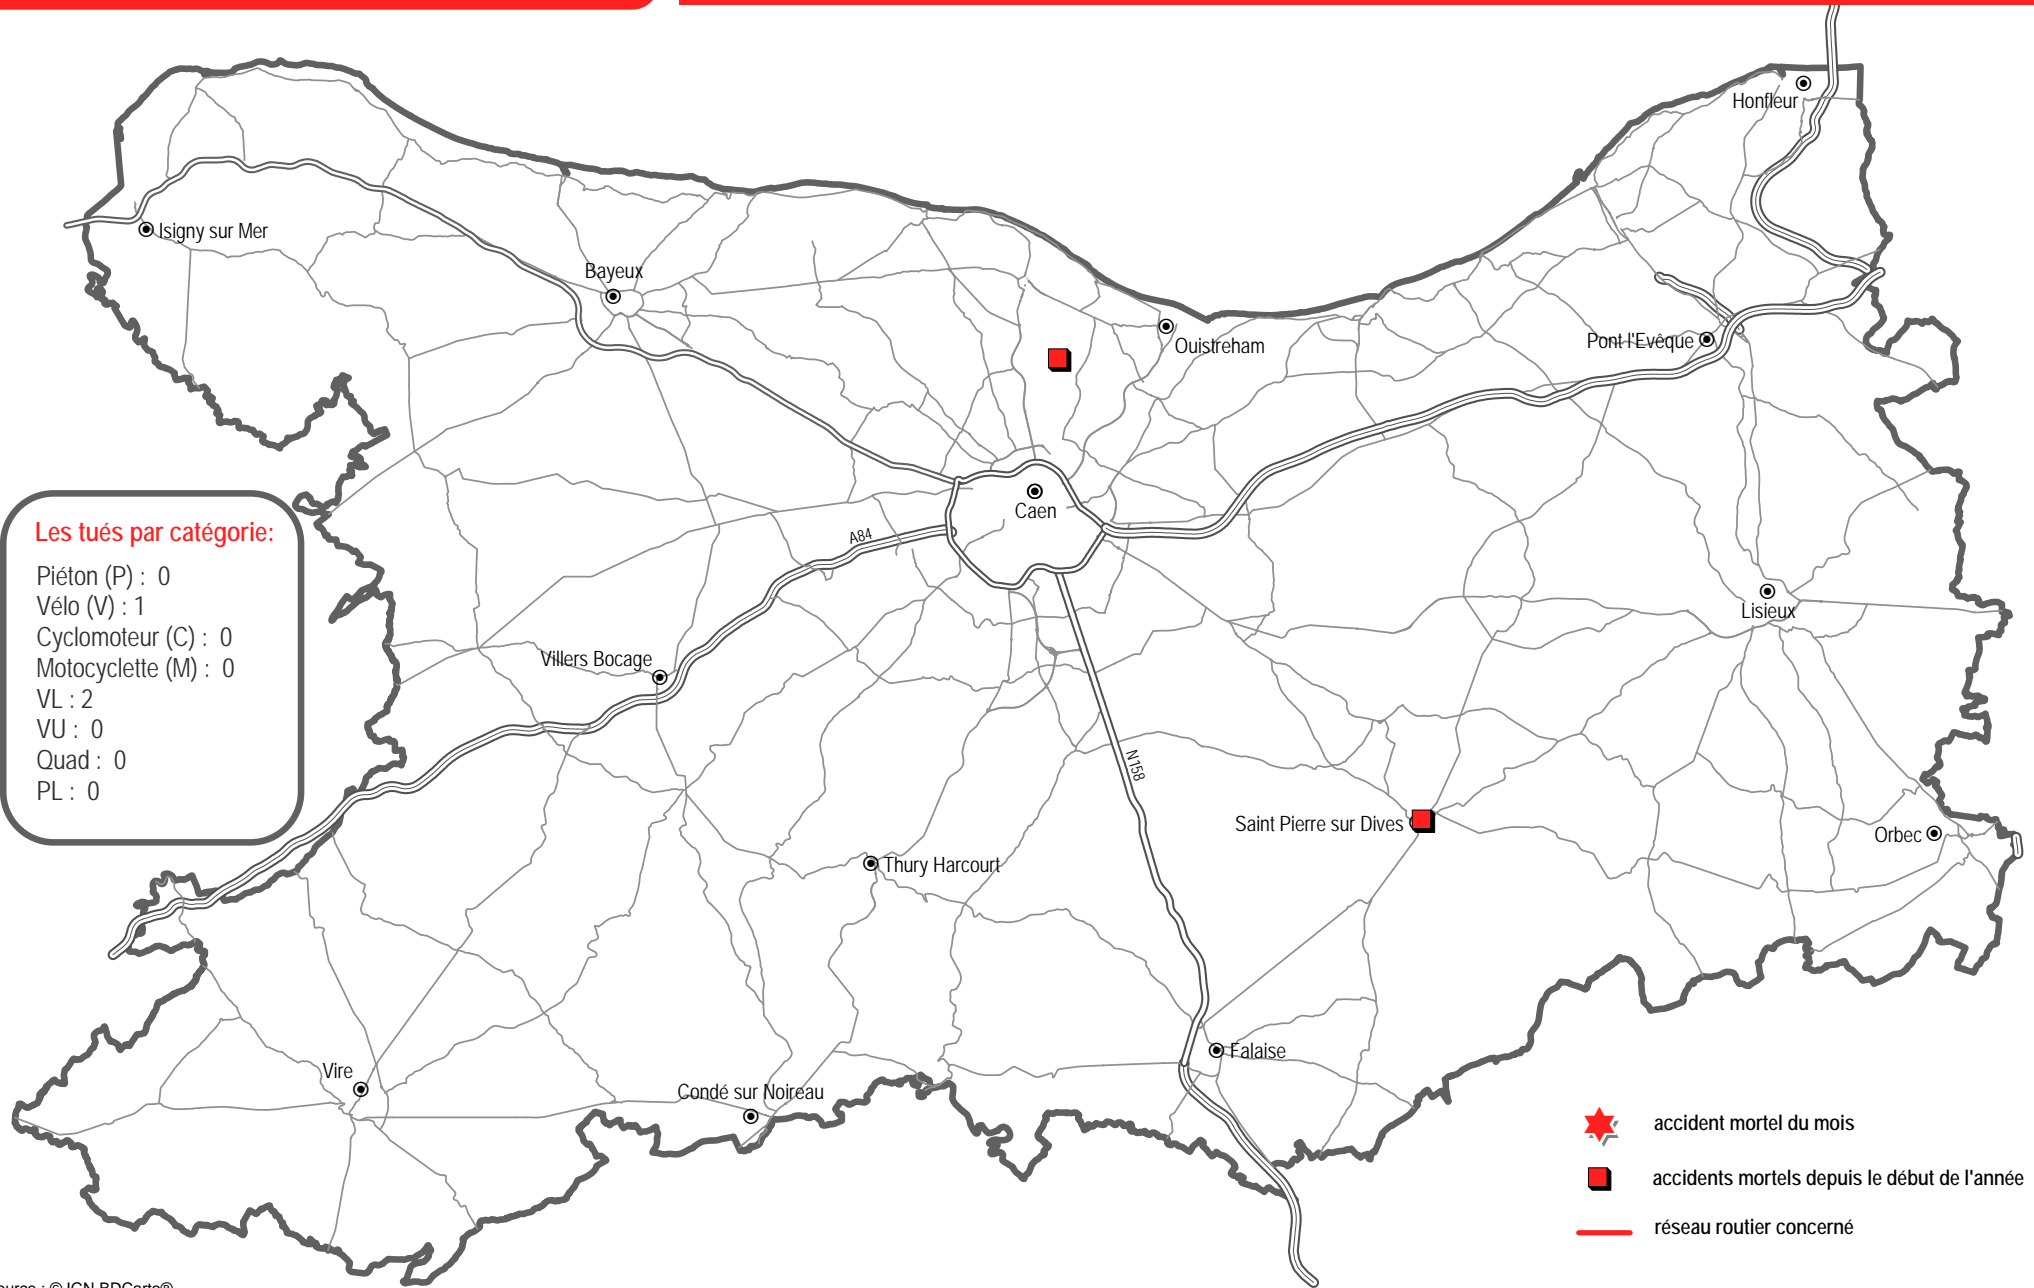 Honfleur
Isigny sur Mer
Bayeux
Ouistreham
Pont l'Evêque
Caen
A84
Les tués par catégorie:
Piéton (P) : 0
Vélo (V) : 1
Cyclomoteur (C) : 0
Motocyclette (M) : 0
VL : 2
VU : 0
Quad : 0
PL : 0
Lisieux
Villers Bocage
N158
Saint Pierre sur Dives
Orbec
Thury Harcourt
Falaise
Vire
Condé sur Noireau
accident mortel du mois
accidents mortels depuis le début de l'année
réseau routier concerné
: © IGN BDCarto®